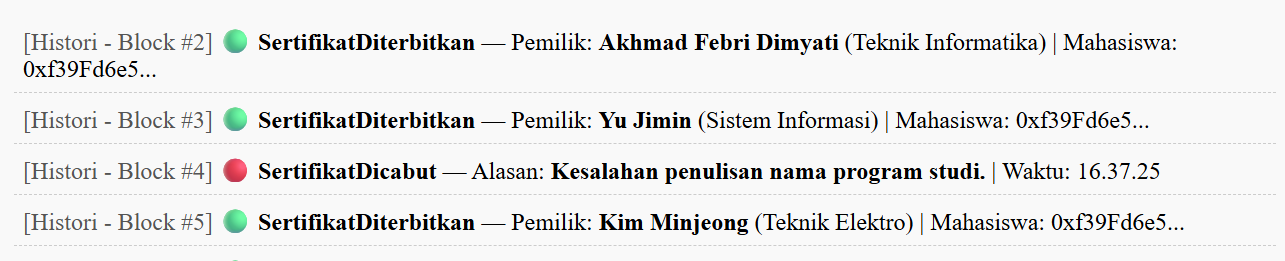 [Histori - Block #2] 🟢 SertifikatDiterbitkan — Pemilik: Akhmad Febri Dimyati (Teknik Informatika) | Mahasiswa:
0xf39Fd6e5...
[Histori - Block #3] 🟢 SertifikatDiterbitkan — Pemilik: Yu Jimin (Sistem Informasi) | Mahasiswa: 0xf39Fd6e5...
[Histori - Block #4] 🔴 SertifikatDicabut — Alasan: Kesalahan penulisan nama program studi. | Waktu: 16.37.25
[Histori - Block #5] 🟢 SertifikatDiterbitkan — Pemilik: Kim Minjeong (Teknik Elektro) | Mahasiswa: 0xf39Fd6e5...